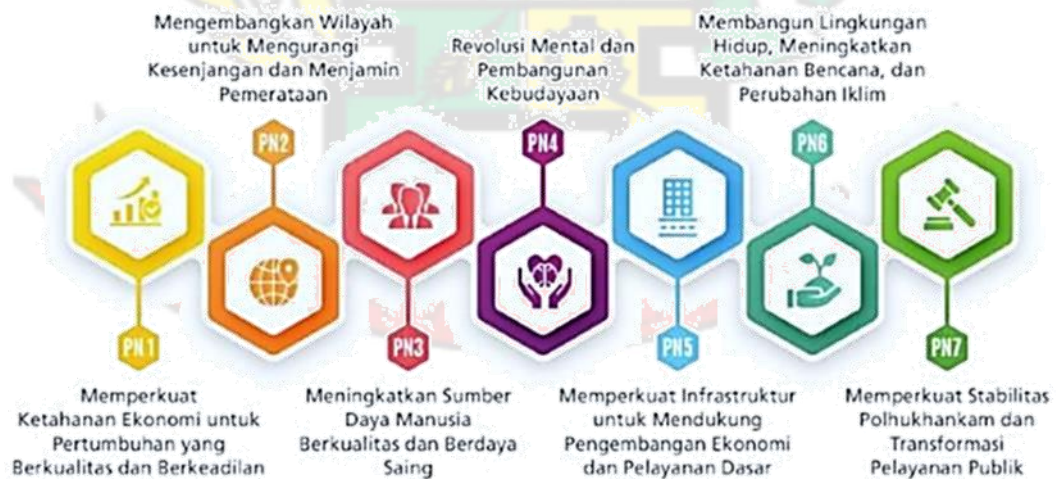 Mengembangkan Wilayah
untuk Mengurangi
Kesenjangan dan Menjamin
Pemerataan
Revolusi Mental dan
Pembangunan
Kebudayaan
Membangun Lingkungan
Hidup, Meningkatkan
Ketahanan Bencana, dan
Perubahan Iklim
PN2
PN4
PN6
PN1
PN3
PN5
PN7
Memperkuat
Ketahanan Ekonomi untuk
Pertumbuhan yang
Berkualitas dan Berkeadilan
Meningkatkan Sumber
Daya Manusia
Berkualitas dan Berdaya
Saing
Memperkuat Infrastruktur
untuk Mendukung
Pengembangan Ekonomi
dan Pelayanan Dasar
Memperkuat Stabilitas
Polhukhankam dan
Transformasi
Pelayanan Publik